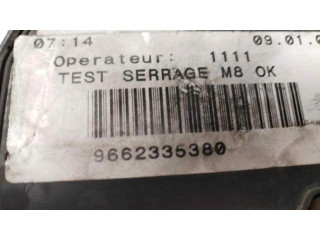 07:14 09.01.0
Operateur: 1111
TEST SERRAGE M8 OK
9662335380